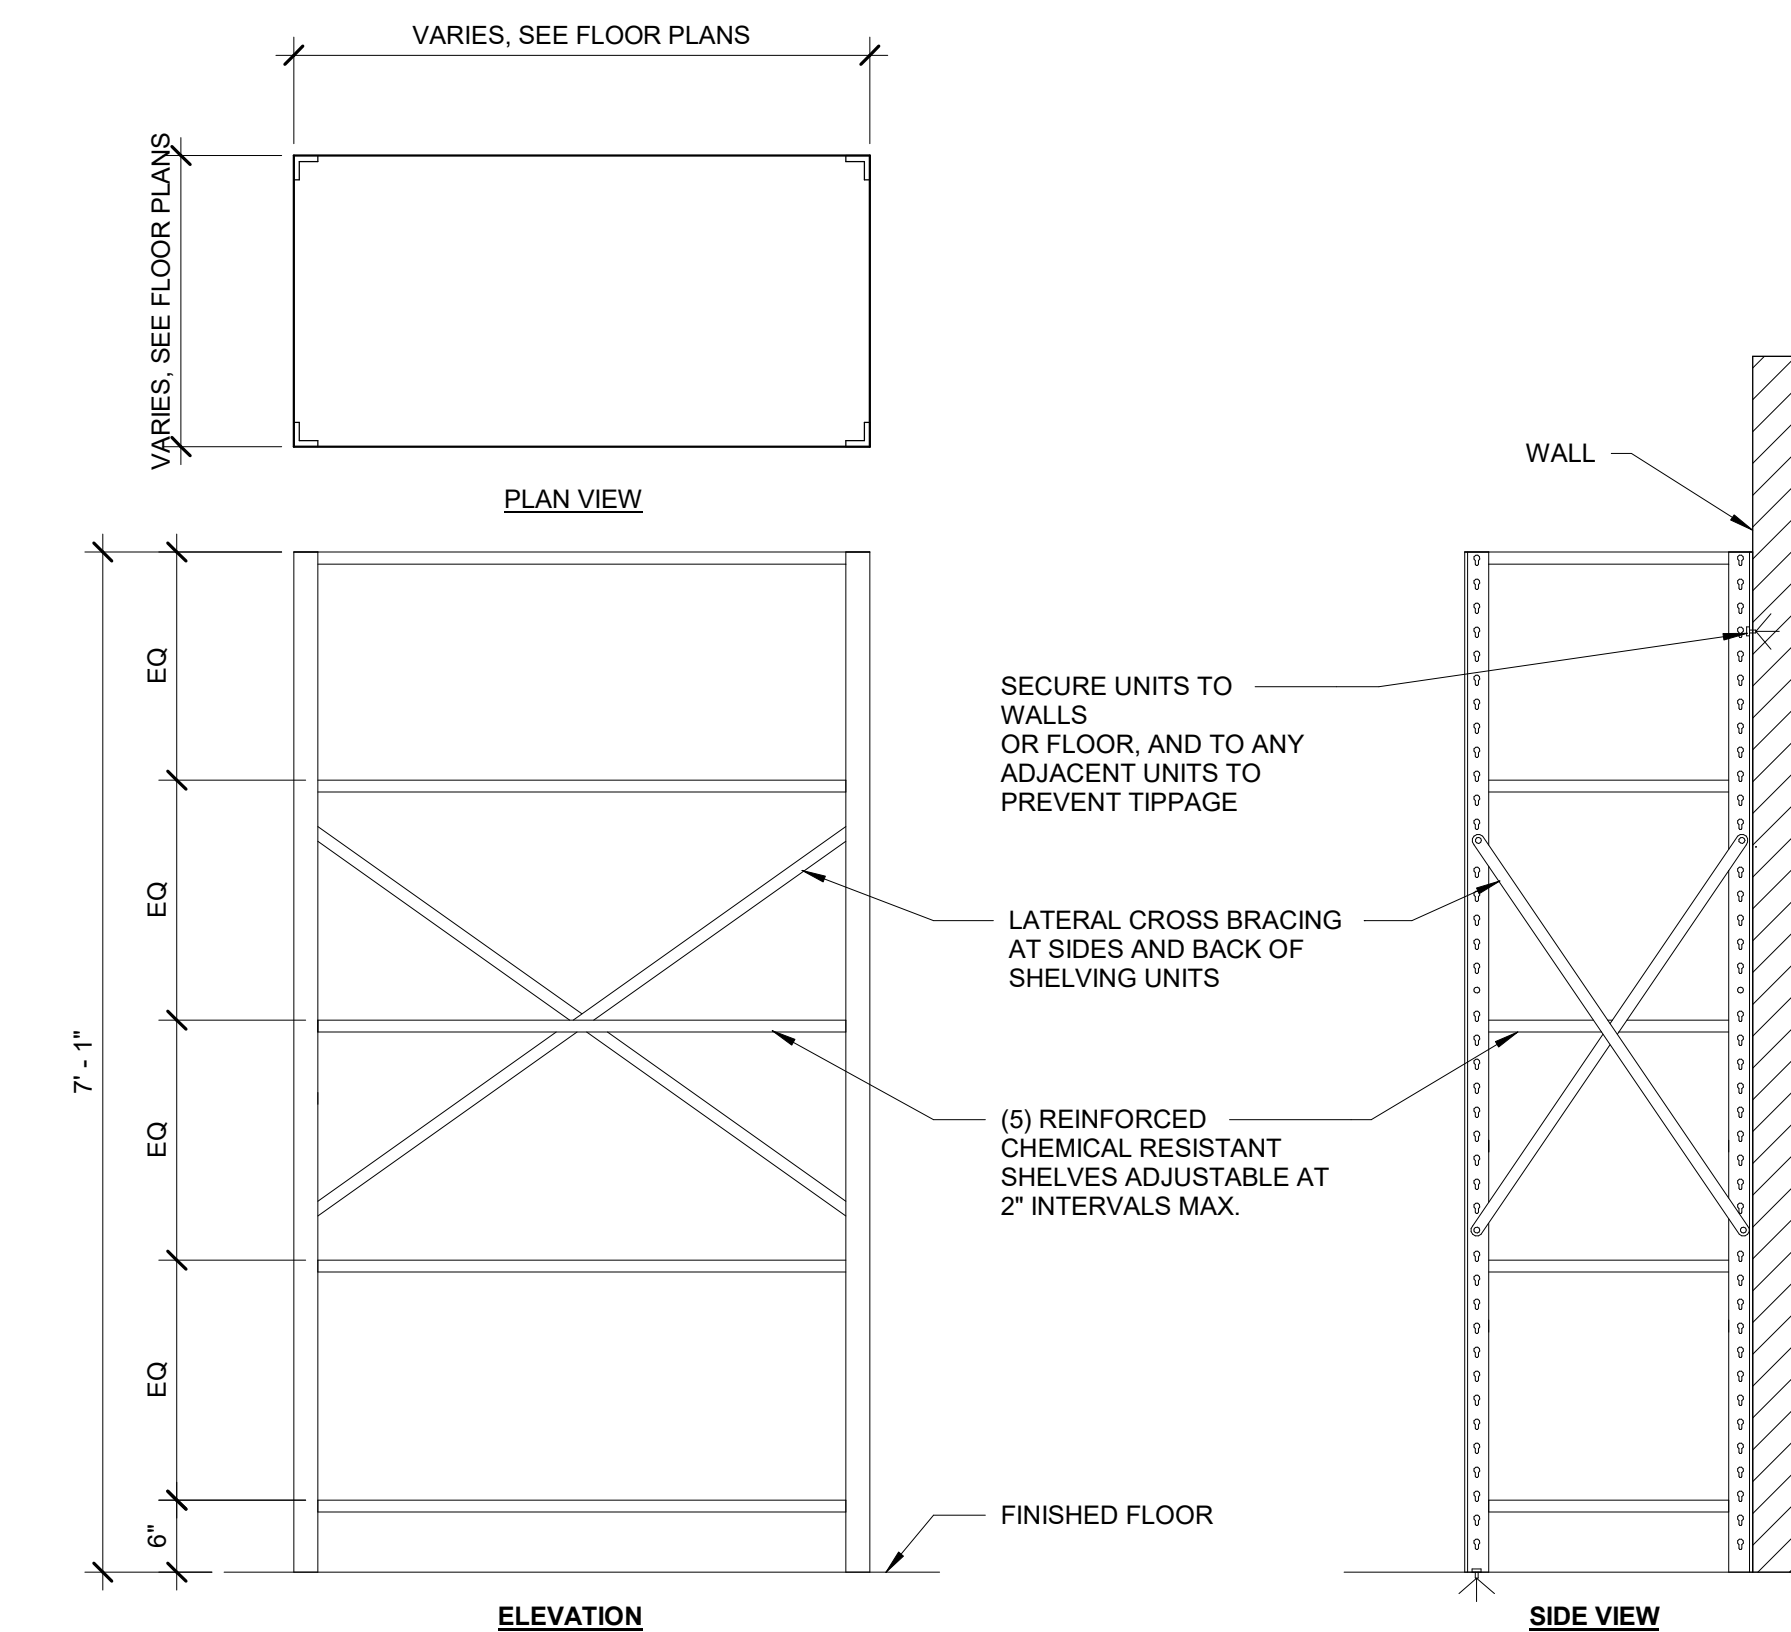 VARIES, SEE FLOOR PLANS
VARIES, SEE FLOOR PLANS
PLAN VIEW
WALL
EQ
SECURE UNITS TO
WALLS
OR FLOOR, AND TO ANY
ADJACENT UNITS TO
PREVENT TIPPAGE
EQ
LATERAL CROSS BRACING
AT SIDES AND BACK OF
SHELVING UNITS
7' - 1"
EQ
(5) REINFORCED
CHEMICAL RESISTANT
SHELVES ADJUSTABLE AT
2" INTERVALS MAX.
EQ
6"
FINISHED FLOOR
ELEVATION
SIDE VIEW